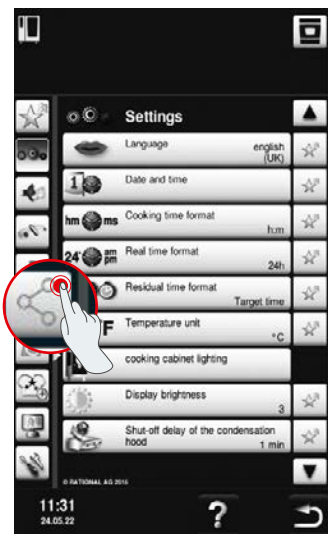 Settings
Language
english
(UK)
1
Date and time
hm ms
Cooking time format
h:m
24h am
pm
Real time format
24h
Residual time format
Target time
F
Temperature unit
°C
cooking cabinet lighting
Display brightness
3
Shut-off delay of the condensation
hood
1 min
© RATIONAL AG 2016
11:31
24.05.22
?